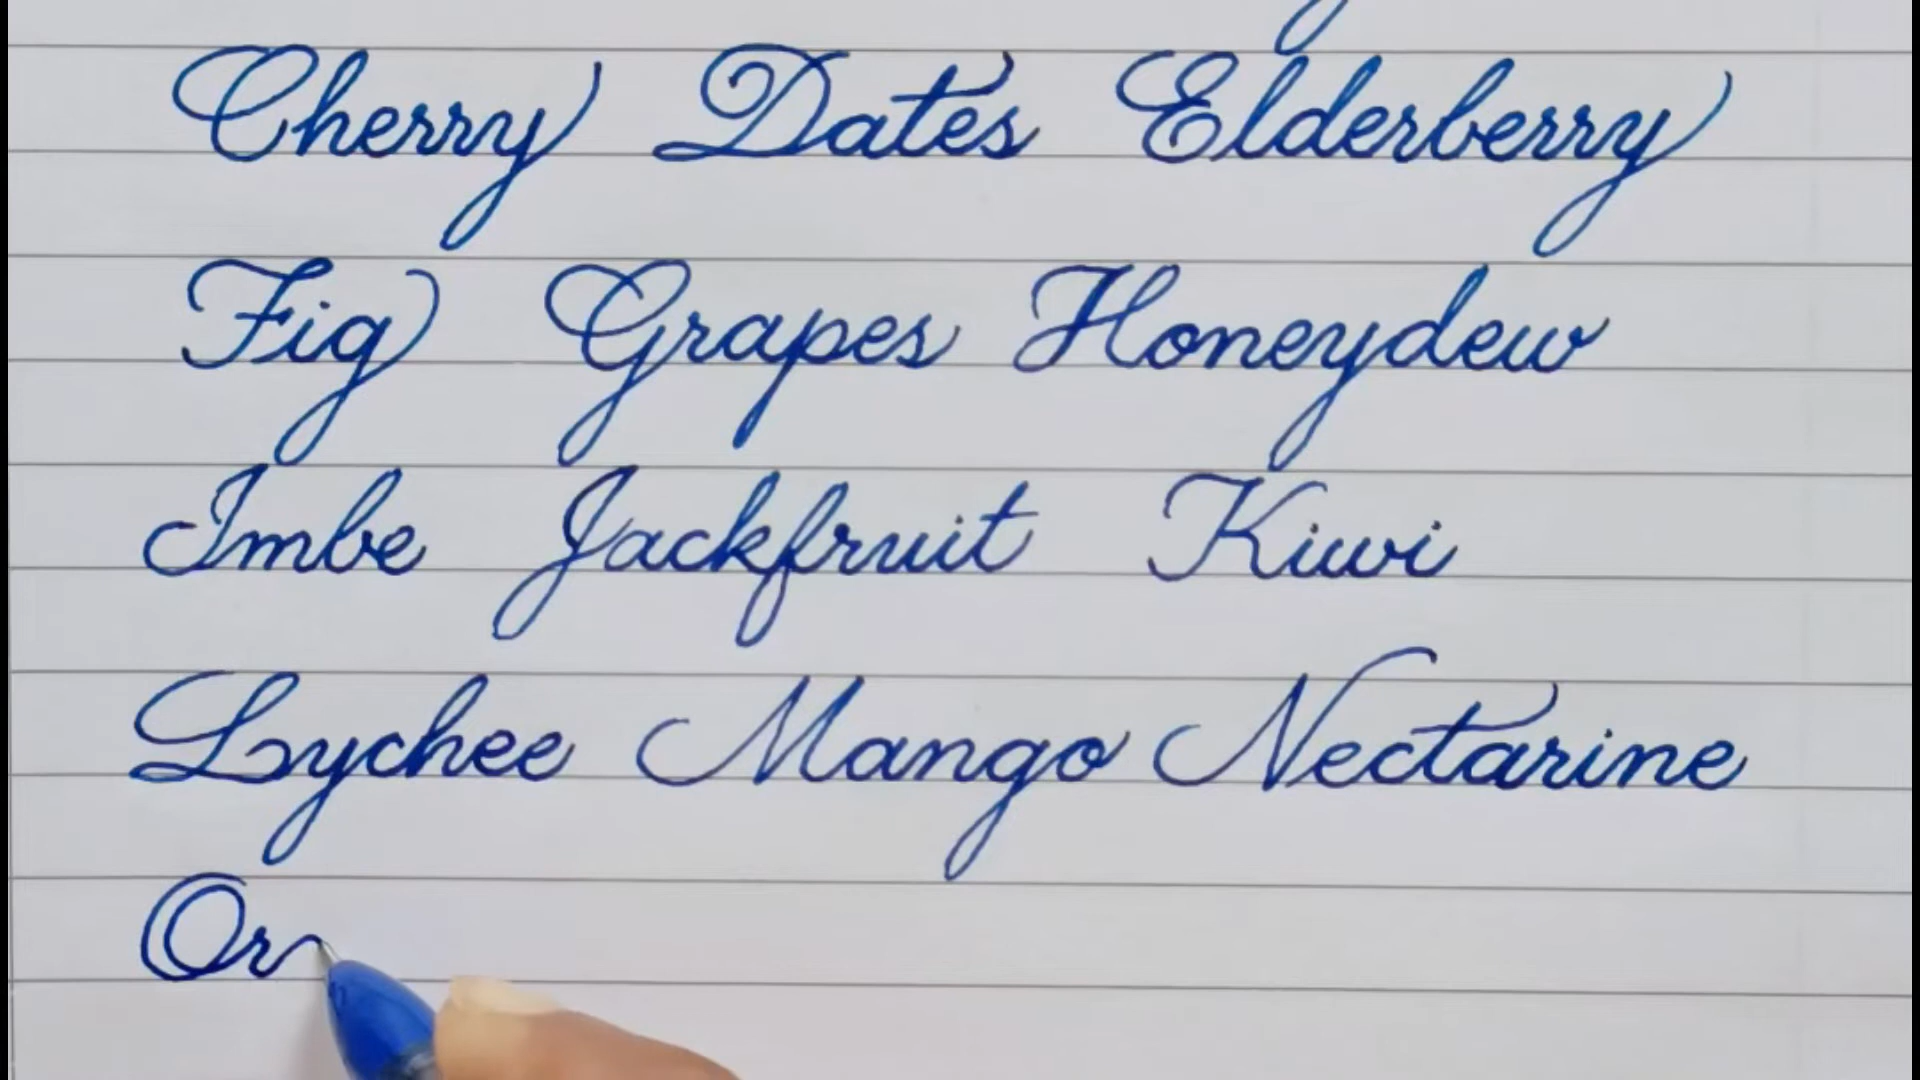 Cherry Dates Elderberry
Fig Grapes Honeydew
Imbe Jackfruit Kiwi
Lychee Mango Nectarine
Or